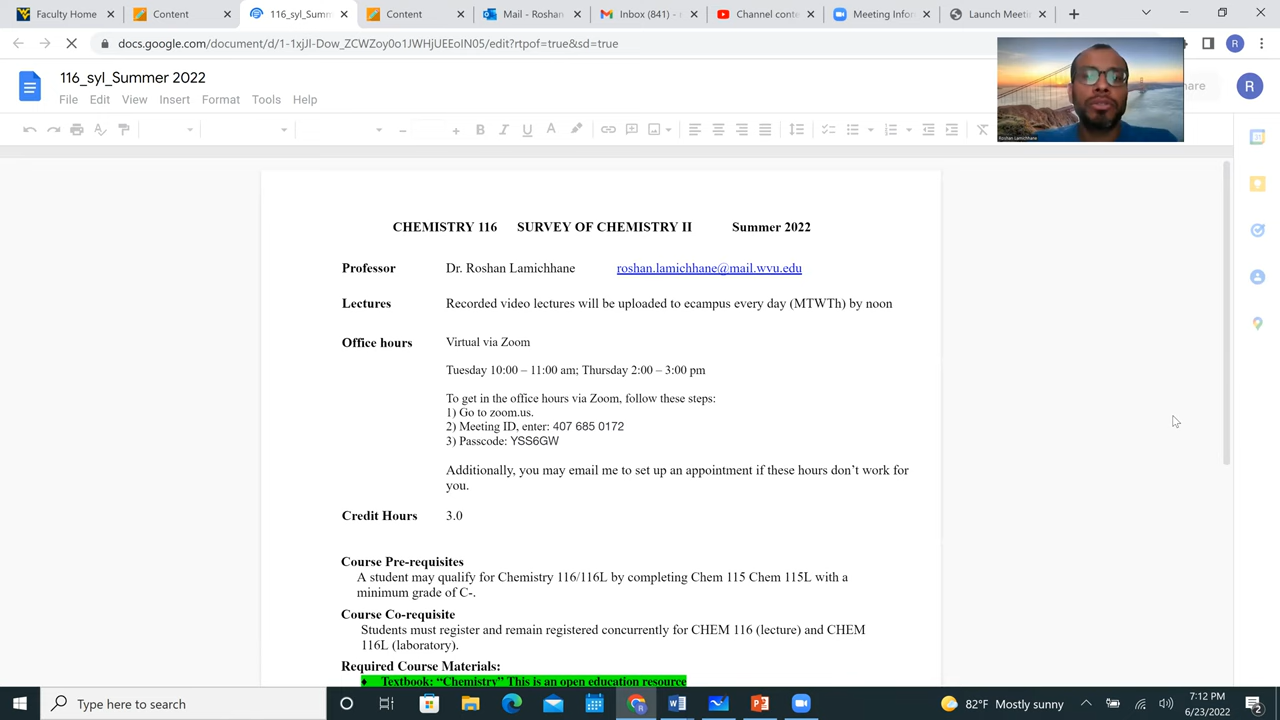 Faculty Home
Content
116_syl_Summ
Content
Mail - Roshan
Inbox (841) -
Channel conte
Meeting Infor
Launch Meeti
docs.google.com/document/d/1-1xjJl-Dow_ZCWZoy0o1JWHjUEEoIN05/edit?rtpof=true&sd=true
R
116_syl_Summer 2022
R
File Edit View Insert Format Tools Help
Roshan Lamichhane
CHEMISTRY 116 SURVEY OF CHEMISTRY II Summer 2022
Professor Dr. Roshan Lamichhane roshan.lamichhane@mail.wvu.edu
Lectures Recorded video lectures will be uploaded to ecampus every day (MTWTh) by noon
Office hours Virtual via Zoom
Tuesday 10:00 – 11:00 am; Thursday 2:00 – 3:00 pm
To get in the office hours via Zoom, follow these steps:
1) Go to zoom.us.
2) Meeting ID, enter: 407 685 0172
3) Passcode: YSS6GW
Additionally, you may email me to set up an appointment if these hours don’t work for
you.
Credit Hours 3.0
Course Pre-requisites
A student may qualify for Chemistry 116/116L by completing Chem 115 Chem 115L with a
minimum grade of C-.
Course Co-requisite
Students must register and remain registered concurrently for CHEM 116 (lecture) and CHEM
116L (laboratory).
Required Course Materials:
♦ Textbook: “Chemistry” This is an open education resource
Type here to search
82°F Mostly sunny
7:12 PM
6/23/2022
2